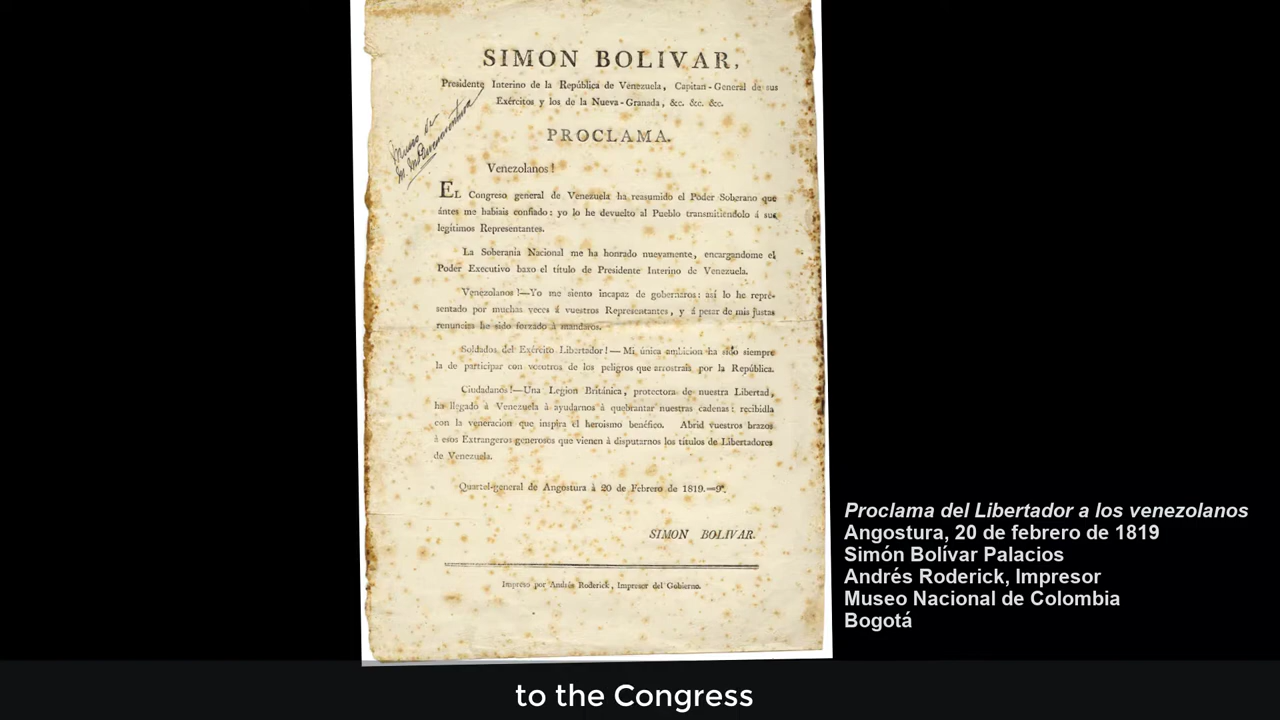 SIMON BOLIVAR,
Presidente Interino de la República de Venezuela, Capitan-General de sus
Exércitos y los de la Nueva-Granada, &c. &c. &c.
PROCLAMA.
Museo de
Venezolanos!
EL Congreso general de Venezuela ha reasumido el Poder Soberano que
ántes me habiais confiado: yo lo he devuelto al Pueblo transmitiendolo á sus
legítimos Representantes.
La Soberanía Nacional me ha honrado nuevamente, encargandome el
Poder Executivo baxo el título de Presidente Interino de Venezuela.
Venezolanos!—Yo me siento incapaz de gobernaros: así lo he repre-
sentado por muchas veces á vuestros Representantes, y á pesar de mis justas
renuncias he sido forzado à mandaros.
Soldados del Exército Libertador!—Mi única ambicion ha sido siempre
la de participar con vosotros de los peligros que arrostrais por la República.
Ciudadanos!—Una Legion Británica, protectora de nuestra Libertad,
ha llegado à Venezuela à ayudarnos à quebrantar nuestras cadenas: recibidla
con la veneracion que inspira el heroismo benéfico. Abrid vuestros brazos
à esos Extrangeros generosos que vienen à disputarnos los títulos de Libertadores
de Venezuela.
Quartel-general de Angostura à 20 de Febrero de 1819.=9º.
SIMON BOLIVAR.
Impreso por Andrés Roderick, Impresor del Gobierno.
Proclama del Libertador a los venezolanos
Angostura, 20 de febrero de 1819
Simón Bolívar Palacios
Andrés Roderick, Impresor
Museo Nacional de Colombia
Bogotá
to the Congress